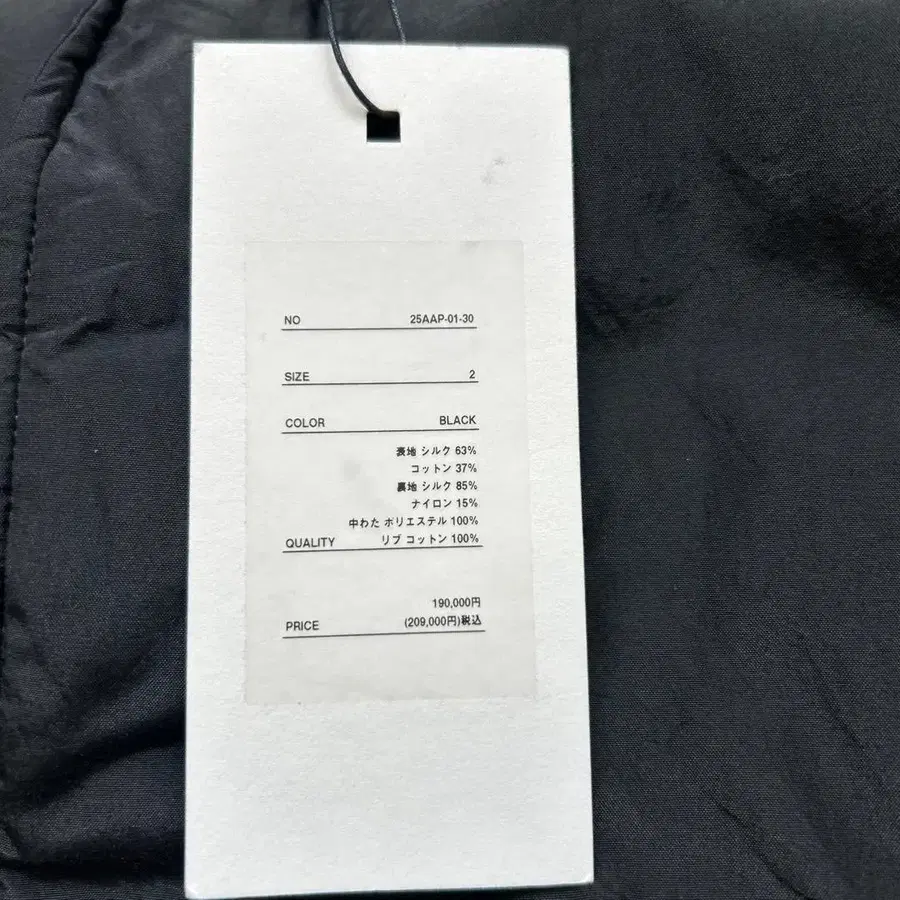 NO 25AAP-01-30
SIZE 2
COLOR BLACK
表地 シルク 63%
コットン 37%
裏地 シルク 85%
ナイロン 15%
中わた ポリエステル 100%
QUALITY リブ コットン 100%
190,000円
PRICE (209,000円)税込